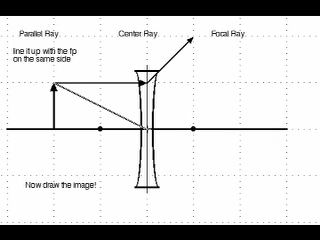 Parallel Ray
Center Ray
Focal Ray
line it up with the fp
on the same side
Now draw the image!